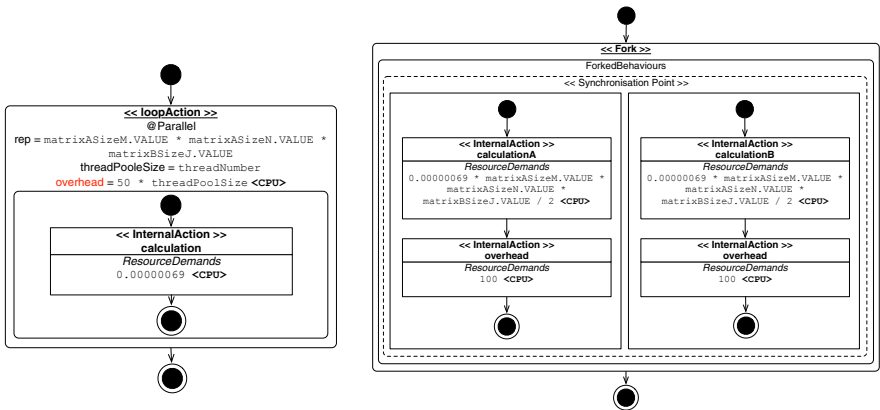 << loopAction >>
@Parallel
rep = matrixASizeM.VALUE * matrixASizeN.VALUE *
matrixBSizeJ.VALUE
threadPooleSize = threadNumber
overhead = 50 * threadPoolSize <CPU>
<< InternalAction >>
calculation
ResourceDemands
0.00000069 <CPU>
<< Fork >>
ForkedBehaviours
<< Synchronisation Point >>
<< InternalAction >>
calculationA
ResourceDemands
0.00000069 * matrixASizeM.VALUE *
matrixASizeN.VALUE *
matrixBSizeJ.VALUE / 2 <CPU>
<< InternalAction >>
overhead
ResourceDemands
100 <CPU>
<< InternalAction >>
calculationB
ResourceDemands
0.00000069 * matrixASizeM.VALUE *
matrixASizeN.VALUE *
matrixBSizeJ.VALUE / 2 <CPU>
<< InternalAction >>
overhead
ResourceDemands
100 <CPU>